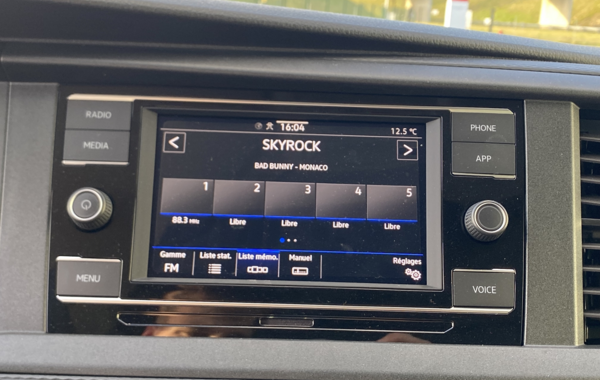 RADIO
MEDIA
MENU
16:04
12.5 °C
<
SKYROCK
>
BAD BUNNY - MONACO
1 2 3 4 5
88.3 MHz Libre Libre Libre Libre
Gamme Liste stat. Liste mémo. Manuel Réglages
FM
PHONE
APP
VOICE